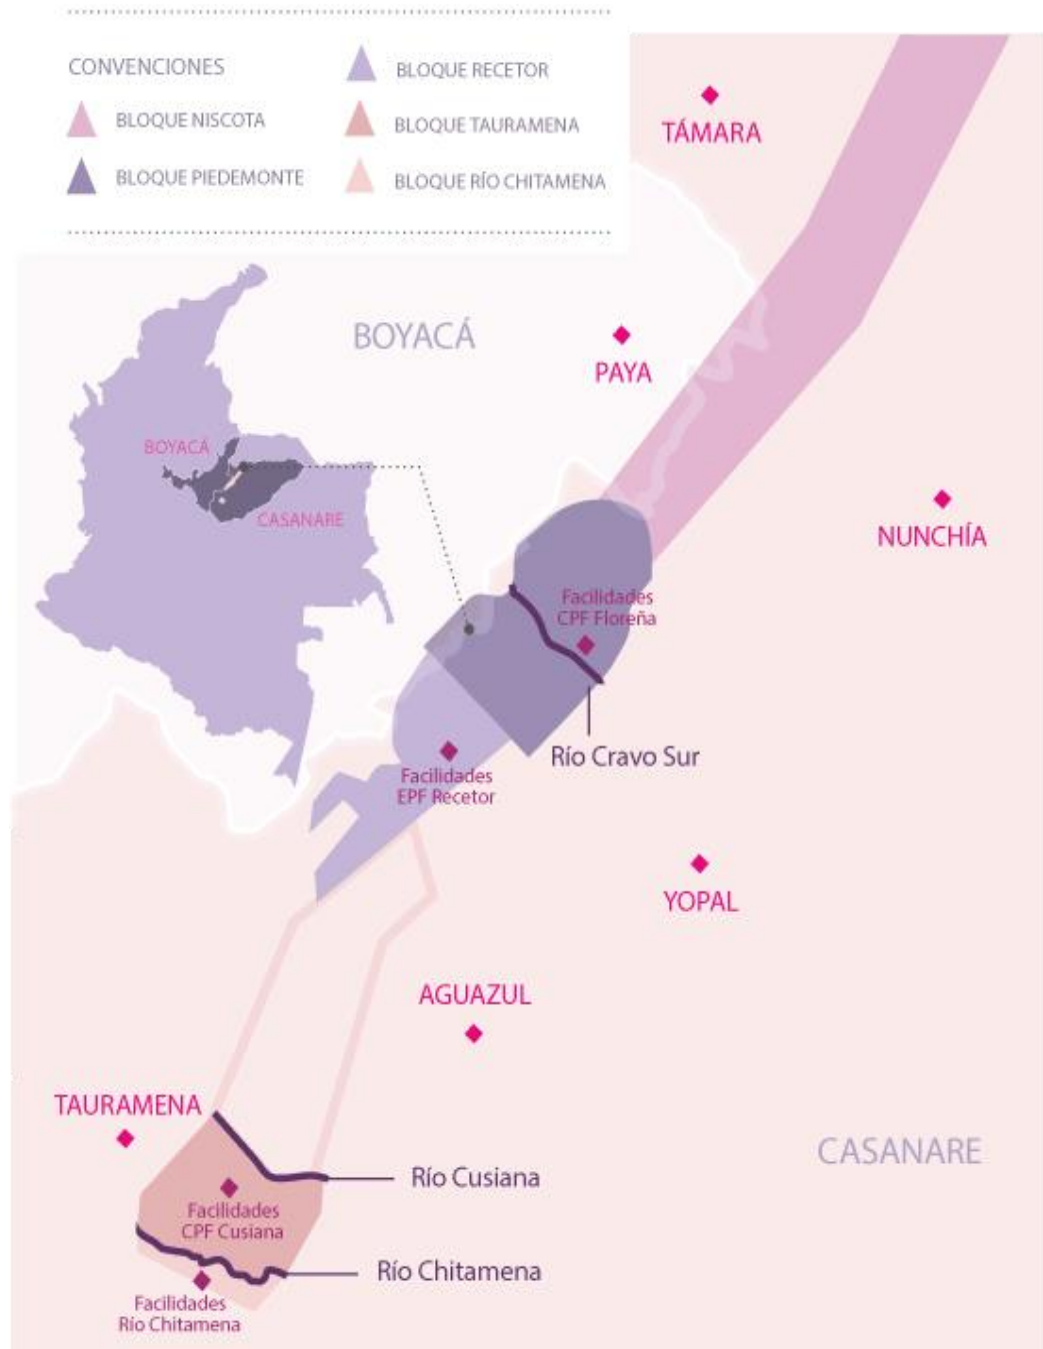 CONVENCIONES
BLOQUE NISCOTA
BLOQUE PIEDEMONTE
BLOQUE RECETOR
BLOQUE TAURAMENA
BLOQUE RÍO CHITAMENA
TÁMARA
BOYACÁ
PAYA
BOYACÁ
CASANARE
NUNCHÍA
Facilidades
CPF Floreña
Río Cravo Sur
Facilidades
EPF Recetor
YOPAL
AGUAZUL
TAURAMENA
CASANARE
Río Cusiana
Facilidades
CPF Cusiana
Río Chitamena
Facilidades
Río Chitamena